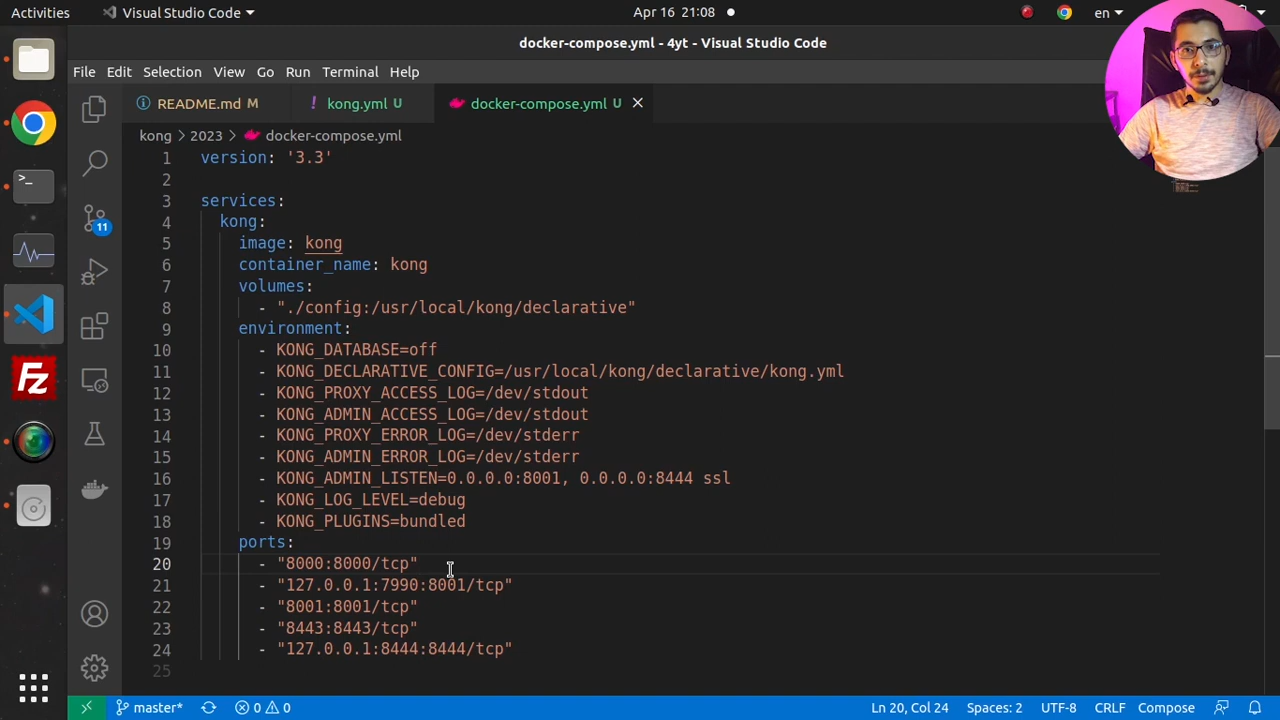 Activities
Visual Studio Code
Apr 16 21:08
en
docker-compose.yml - 4yt - Visual Studio Code
File Edit Selection View Go Run Terminal Help
README.md M
kong.yml U
docker-compose.yml U
kong > 2023 > docker-compose.yml
1 version: '3.3'
2
3 services:
4 kong:
5 image: kong
6 container_name: kong
7 volumes:
8 - "./config:/usr/local/kong/declarative"
9 environment:
10 - KONG_DATABASE=off
11 - KONG_DECLARATIVE_CONFIG=/usr/local/kong/declarative/kong.yml
12 - KONG_PROXY_ACCESS_LOG=/dev/stdout
13 - KONG_ADMIN_ACCESS_LOG=/dev/stdout
14 - KONG_PROXY_ERROR_LOG=/dev/stderr
15 - KONG_ADMIN_ERROR_LOG=/dev/stderr
16 - KONG_ADMIN_LISTEN=0.0.0.0:8001, 0.0.0.0:8444 ssl
17 - KONG_LOG_LEVEL=debug
18 - KONG_PLUGINS=bundled
19 ports:
20 - "8000:8000/tcp"
21 - "127.0.0.1:7990:8001/tcp"
22 - "8001:8001/tcp"
23 - "8443:8443/tcp"
24 - "127.0.0.1:8444:8444/tcp"
25
11
master* 0 0 Ln 20, Col 24 Spaces: 2 UTF-8 CRLF Compose